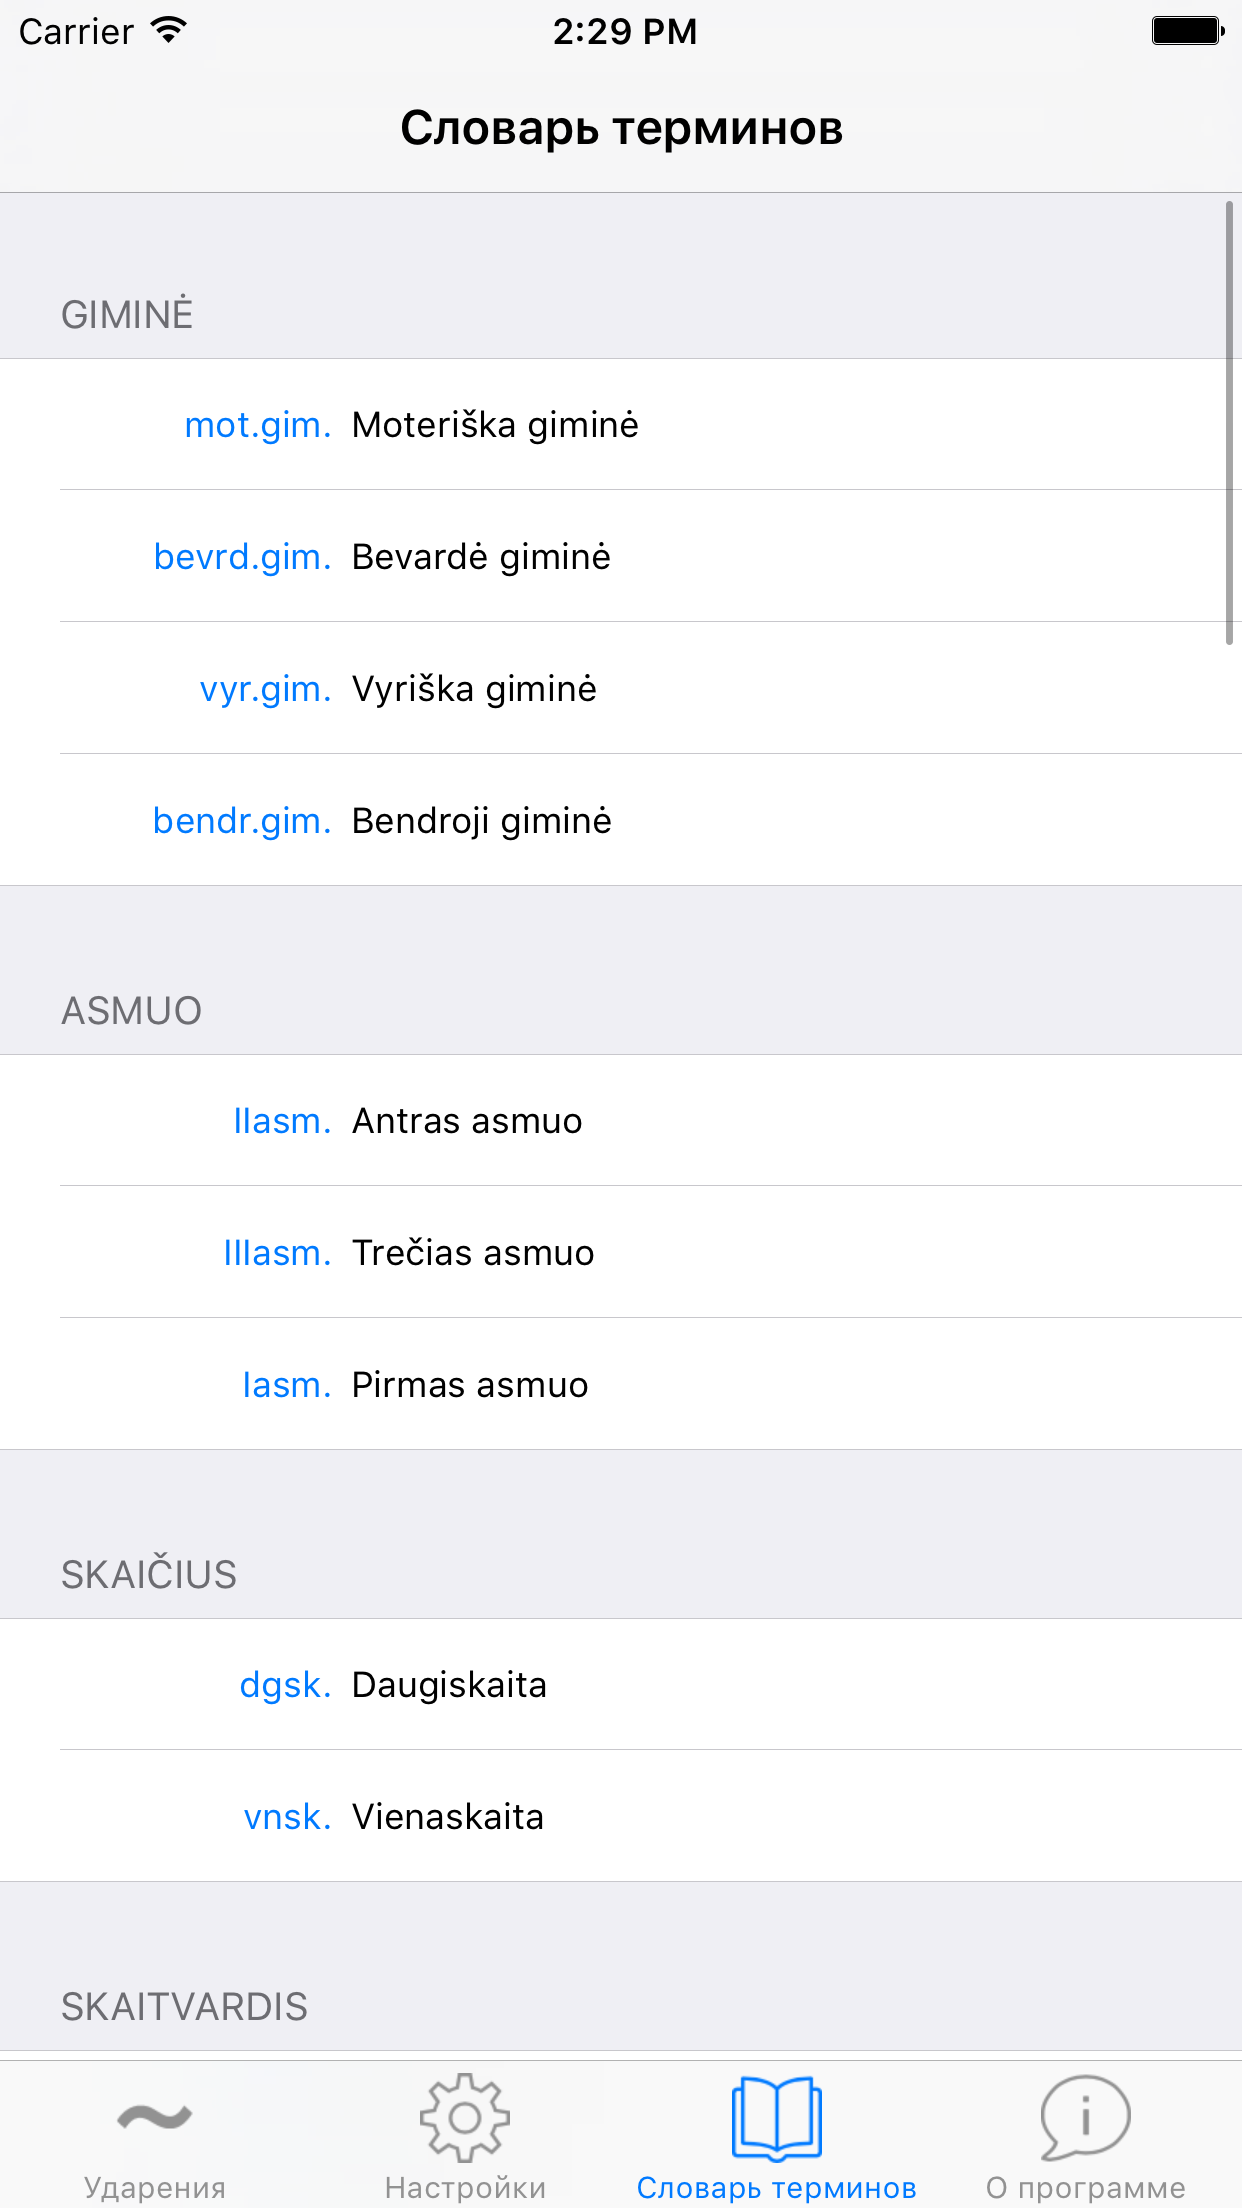 Carrier 2:29 PM
Словарь терминов
GIMINĖ
mot.gim. Moteriška giminė
bevrd.gim. Bevardė giminė
vyr.gim. Vyriška giminė
bendr.gim. Bendroji giminė
ASMUO
IIasm. Antras asmuo
IIIasm. Trečias asmuo
Iasm. Pirmas asmuo
SKAIČIUS
dgsk. Daugiskaita
vnsk. Vienaskaita
SKAITVARDIS
Ударения Настройки Словарь терминов О программе